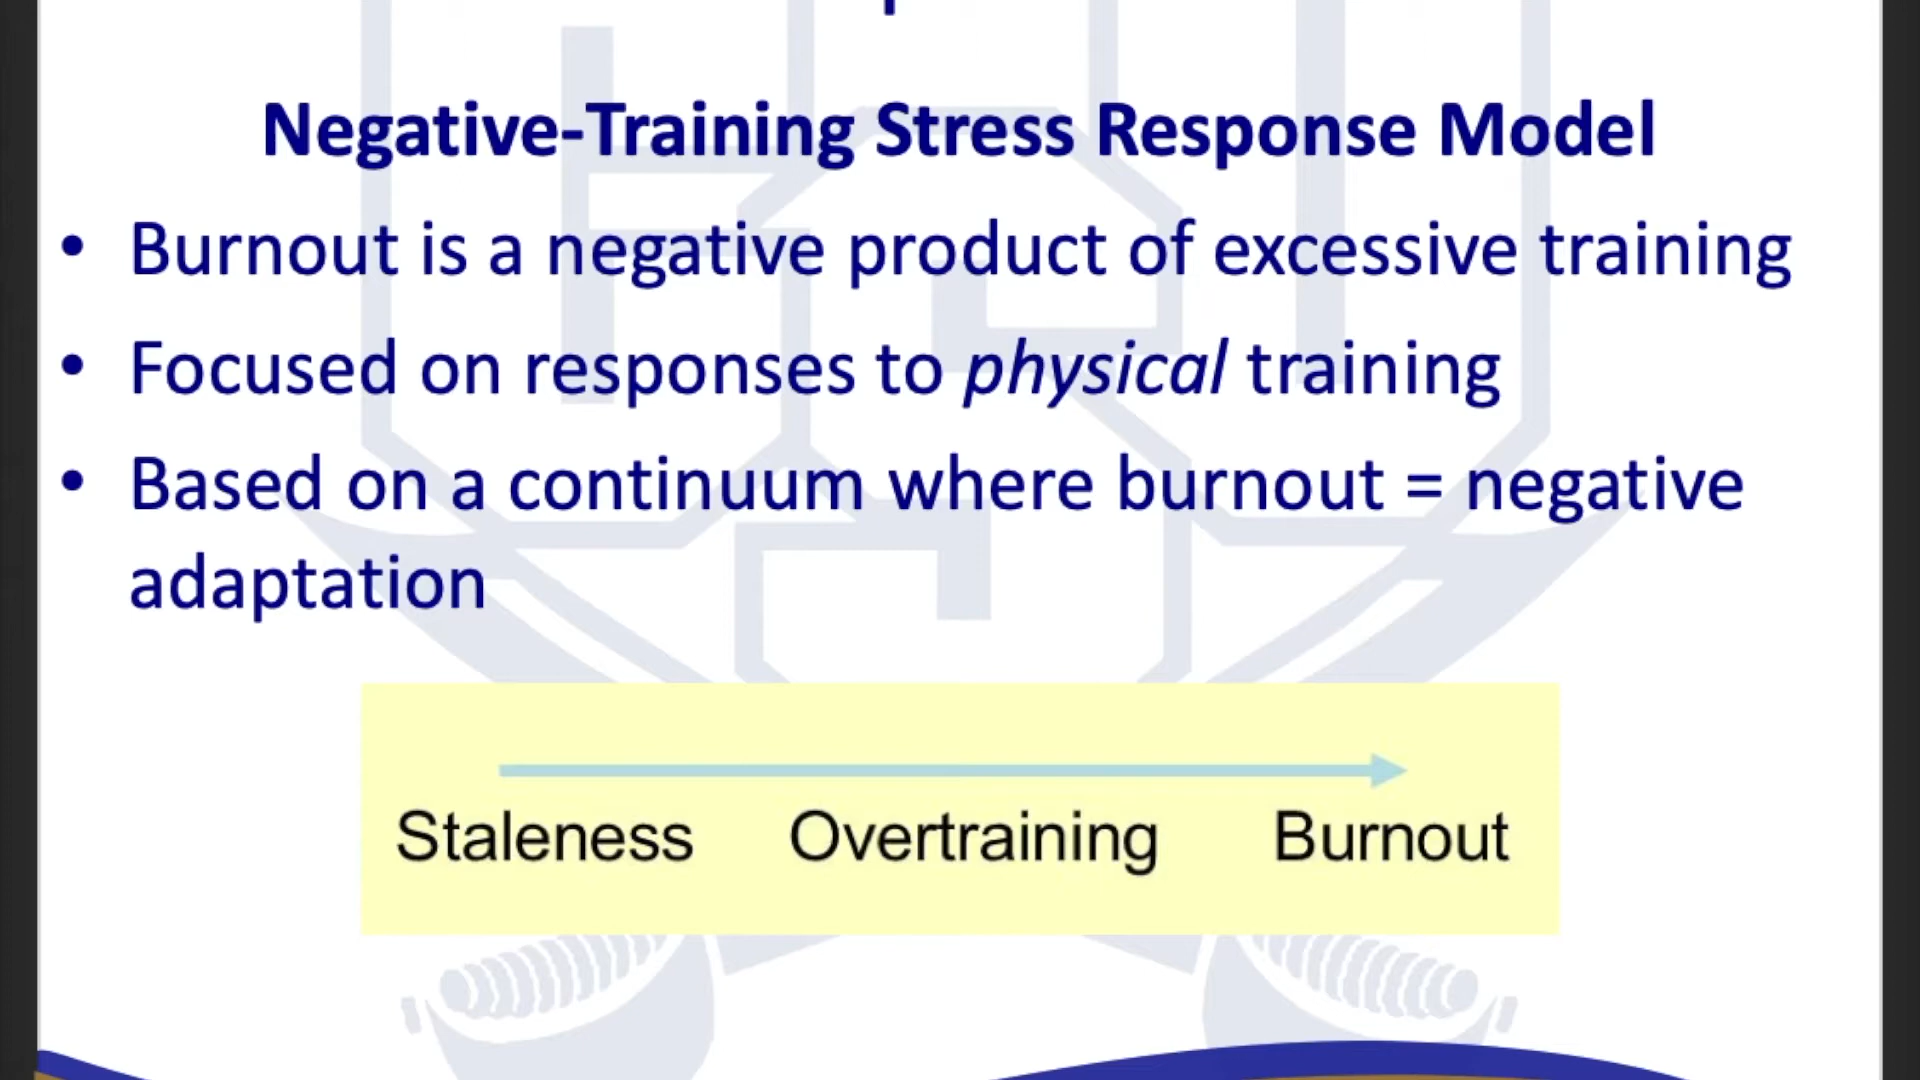 Negative-Training Stress Response Model
• Burnout is a negative product of excessive training
• Focused on responses to physical training
• Based on a continuum where burnout = negative
adaptation
Staleness Overtraining Burnout